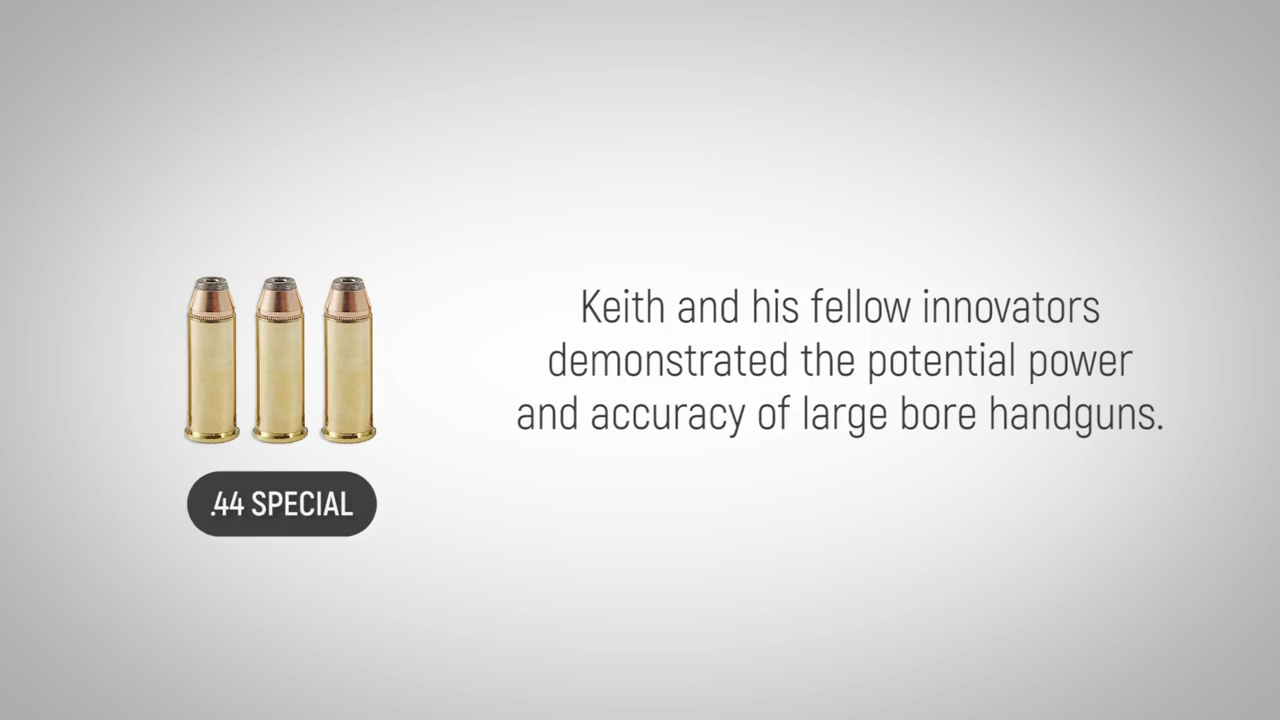 Keith and his fellow innovators
demonstrated the potential power
and accuracy of large bore handguns.
.44 SPECIAL